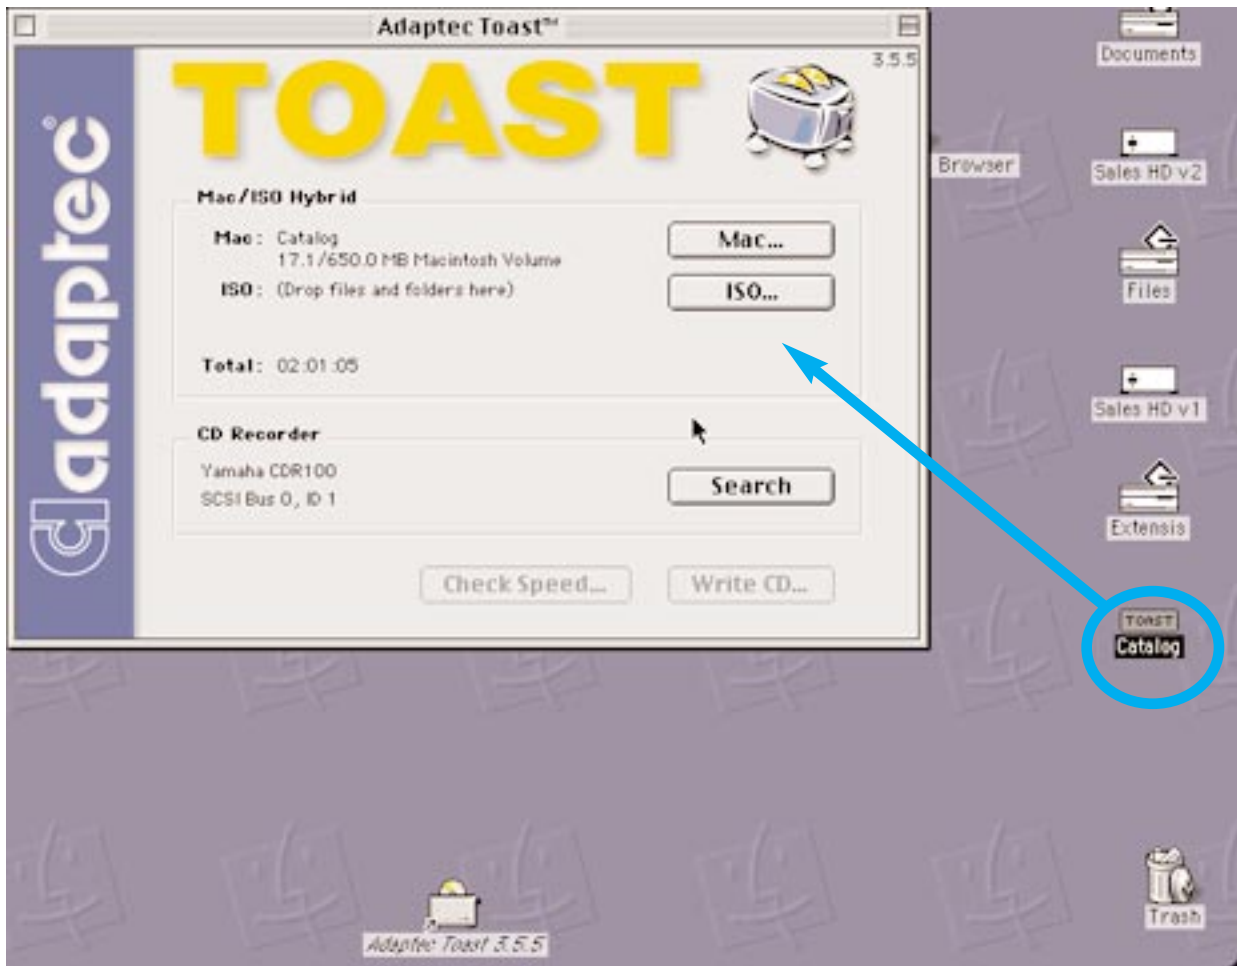 Adaptec Toast™
3.5.5
TOAST
adaptec®
Mac/ISO Hybrid
Mac: Catalog
17.1/650.0 MB Macintosh Volume
Mac...
ISO: (Drop files and folders here)
ISO...
Total: 02:01:05
CD Recorder
Yamaha CDR100
SCSI Bus 0, ID 1
Search
Check Speed...
Write CD...
Documents
Browser
Sales HD v2
Files
Sales HD v1
Extensis
TOAST
Catalog
Adaptec Toast 3.5.5
Trash